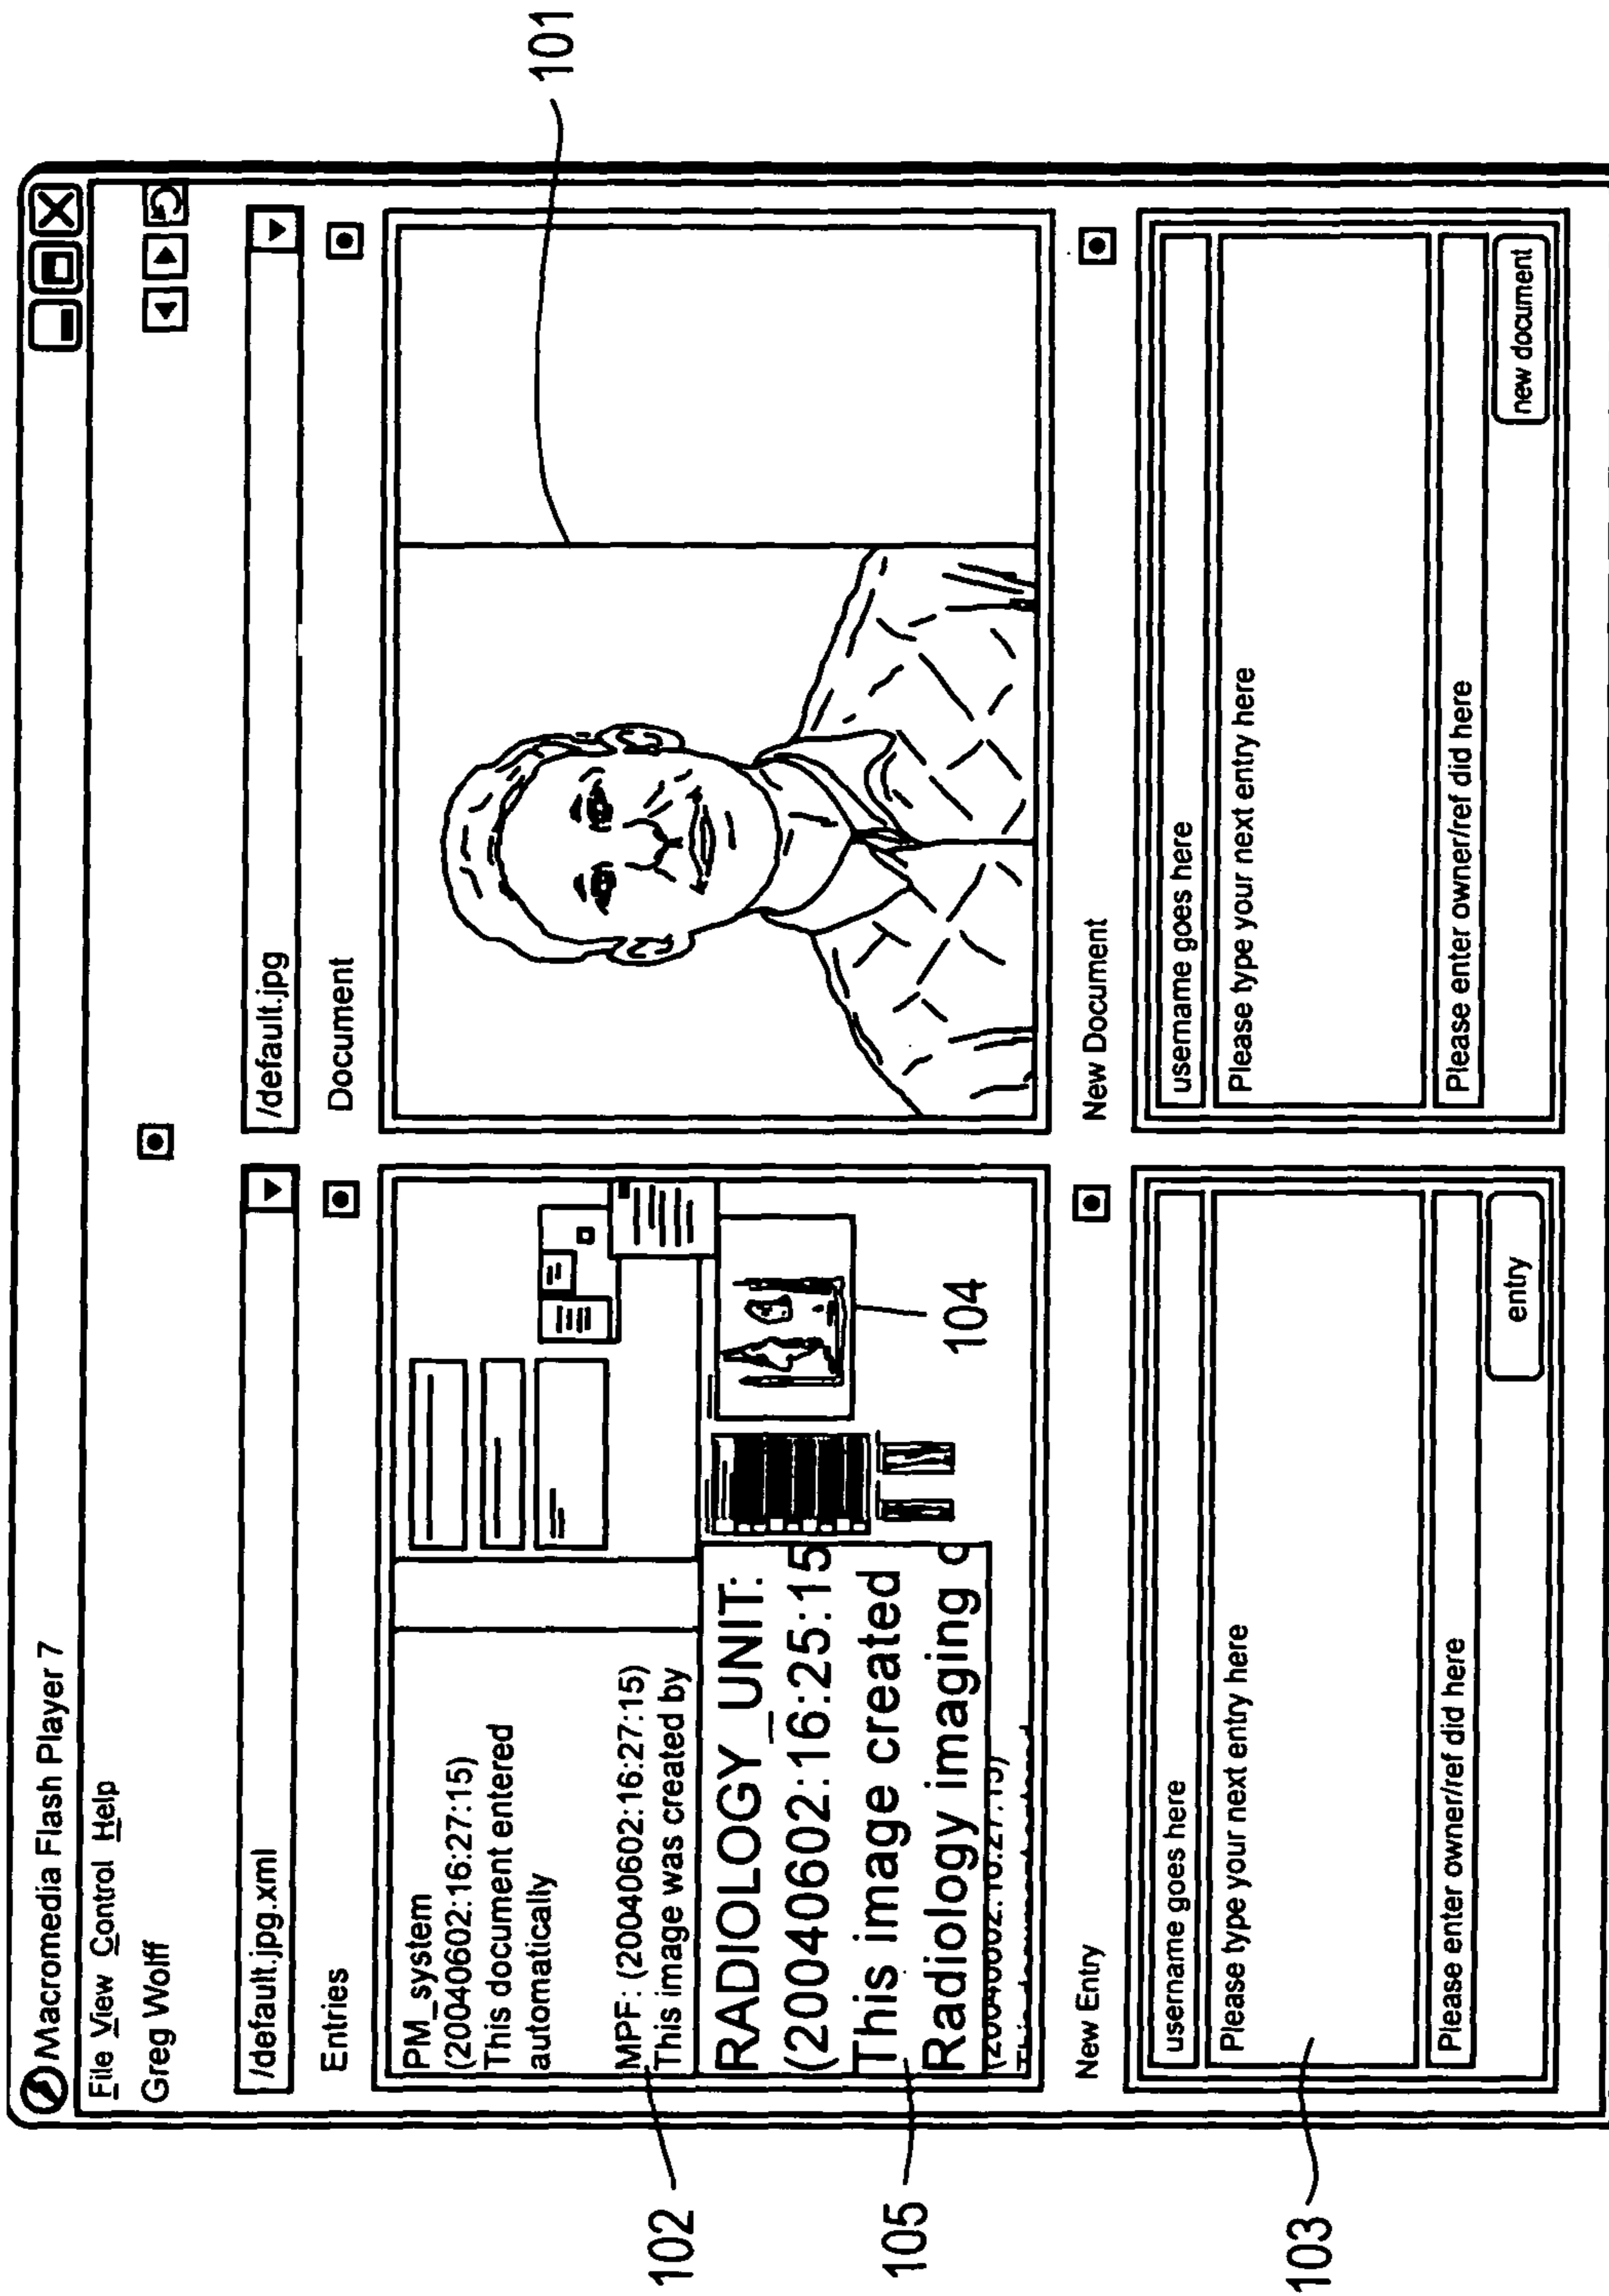 Macromedia Flash Player 7
File View Control Help
Greg Wolff
/default.jpg.xml
/default.jpg
Entries
Document
PM_system
(20040602:16:27:15)
This document entered
automatically
MPF: (20040602:16:27:15)
This image was created by
RADIOLOGY_UNIT:
(20040602:16:25:15
This image created
Radiology imaging
(20040602:16:27:15)
New Entry
New Document
username goes here
Please type your next entry here
Please enter owner/ref did here
entry
username goes here
Please type your next entry here
Please enter owner/ref did here
new document
101
102
105
103
104